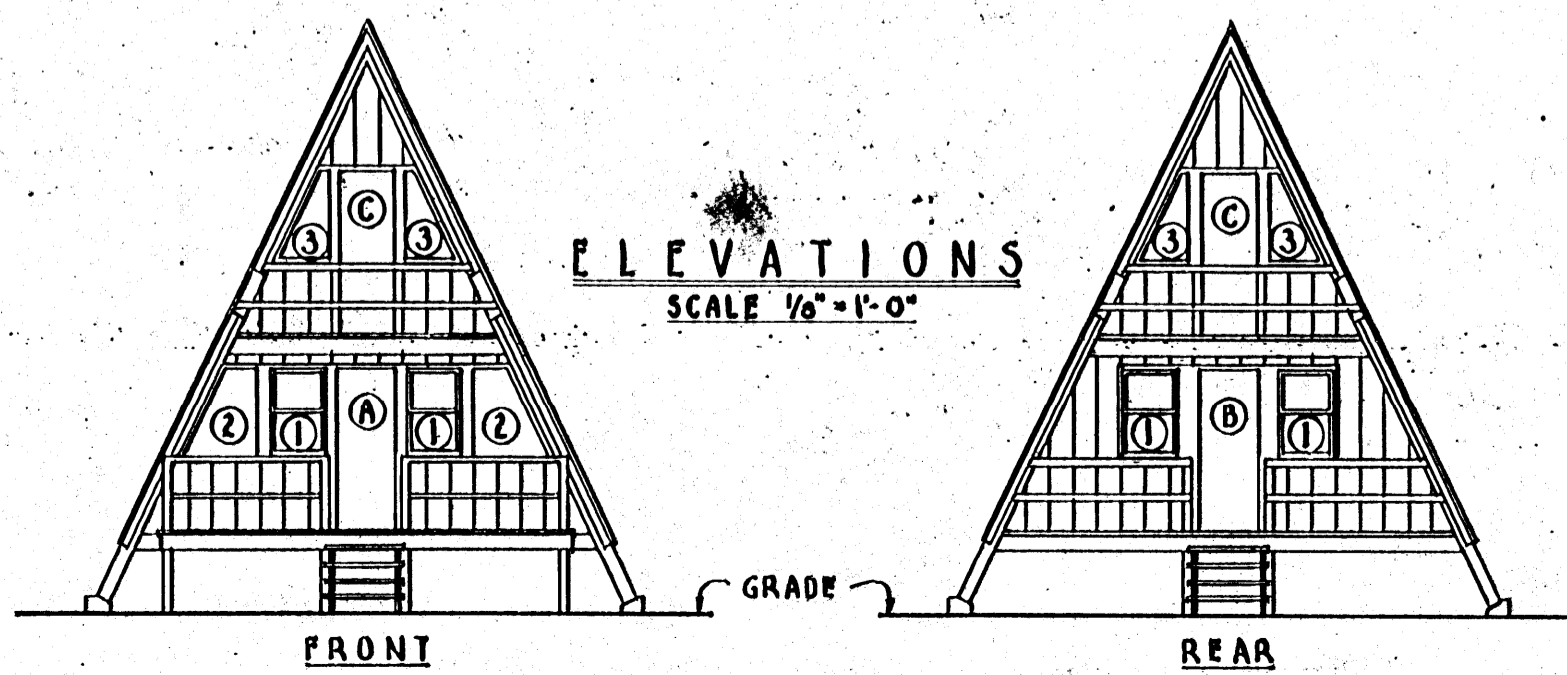 C
3 3
A
2 1 1 2
FRONT
ELEVATIONS
SCALE 1/8" = 1'-0"
GRADE
C
3 3
B
1 1
REAR